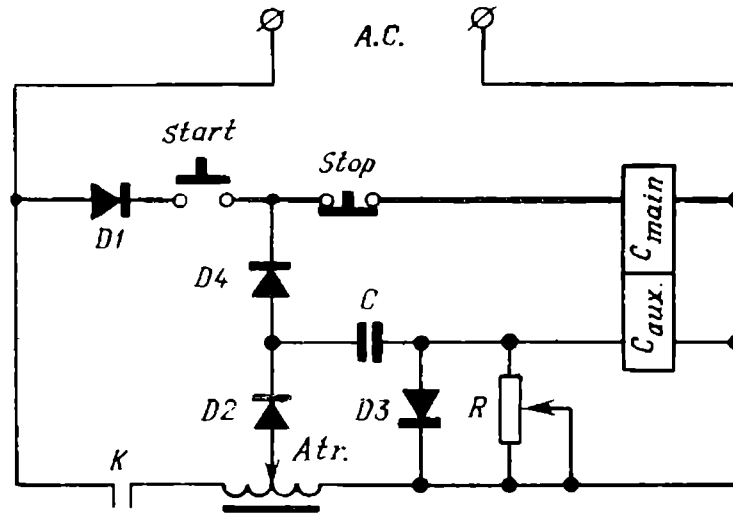 A.C.
Start
Stop
D1
C main
D4
C
C aux.
D2
Atr.
D3
R
K